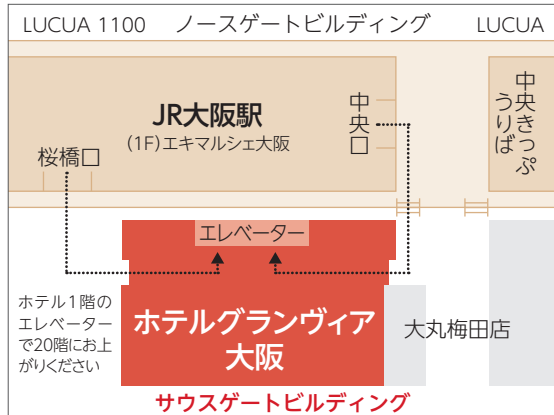 LUCUA 1100 ノースゲートビルディング LUCUA
JR大阪駅
(1F)エキマルシェ大阪
中央口
中央きっぷ
うりば
桜橋口
エレベーター
ホテル1階の
エレベーター
で20階にお上
がりください
ホテルグランヴィア
大阪
大丸梅田店
サウスゲートビルディング